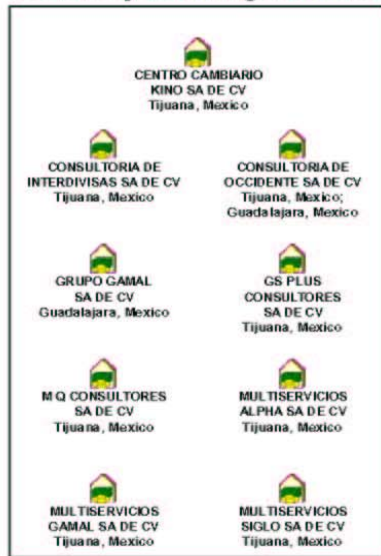 CENTRO CAMBIARIO
KINO SA DE CV
Tijuana, Mexico
CONSULTORIA DE
INTERDIVISAS SA DE CV
Tijuana, Mexico
CONSULTORIA DE
OCCIDENTE SA DE CV
Tijuana, Mexico;
Guadalajara, Mexico
GRUPO GAMAL
SA DE CV
Guadalajara, Mexico
GS PLUS
CONSULTORES
SA DE CV
Tijuana, Mexico
M Q CONSULTORES
SA DE CV
Tijuana, Mexico
MULTISERVICIOS
ALPHA SA DE CV
Tijuana, Mexico
MULTISERVICIOS
GAMAL SA DE CV
Tijuana, Mexico
MULTISERVICIOS
SIGLO SA DE CV
Tijuana, Mexico